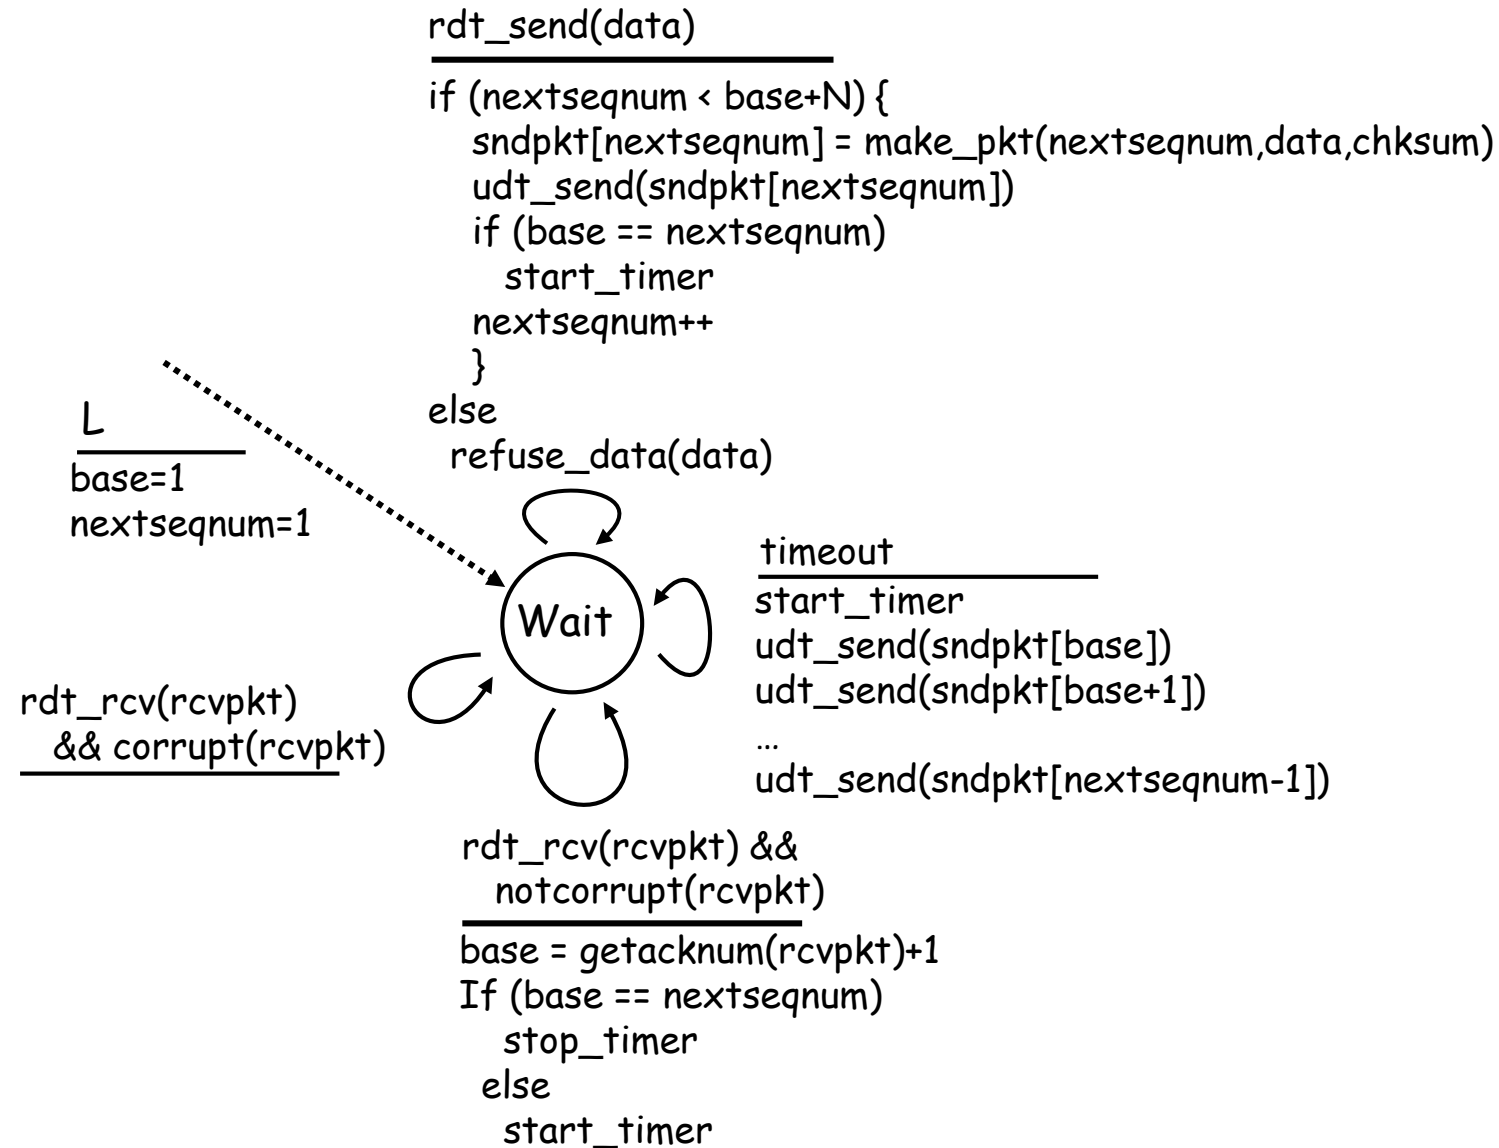 rdt_send(data)
if (nextseqnum < base+N) {
sndpkt[nextseqnum] = make_pkt(nextseqnum,data,chksum)
udt_send(sndpkt[nextseqnum])
if (base == nextseqnum)
start_timer
nextseqnum++
}
else
refuse_data(data)
L
base=1
nextseqnum=1
Wait
timeout
start_timer
udt_send(sndpkt[base])
udt_send(sndpkt[base+1])
…
udt_send(sndpkt[nextseqnum-1])
rdt_rcv(rcvpkt)
&& corrupt(rcvpkt)
rdt_rcv(rcvpkt) &&
notcorrupt(rcvpkt)
base = getacknum(rcvpkt)+1
If (base == nextseqnum)
stop_timer
else
start_timer